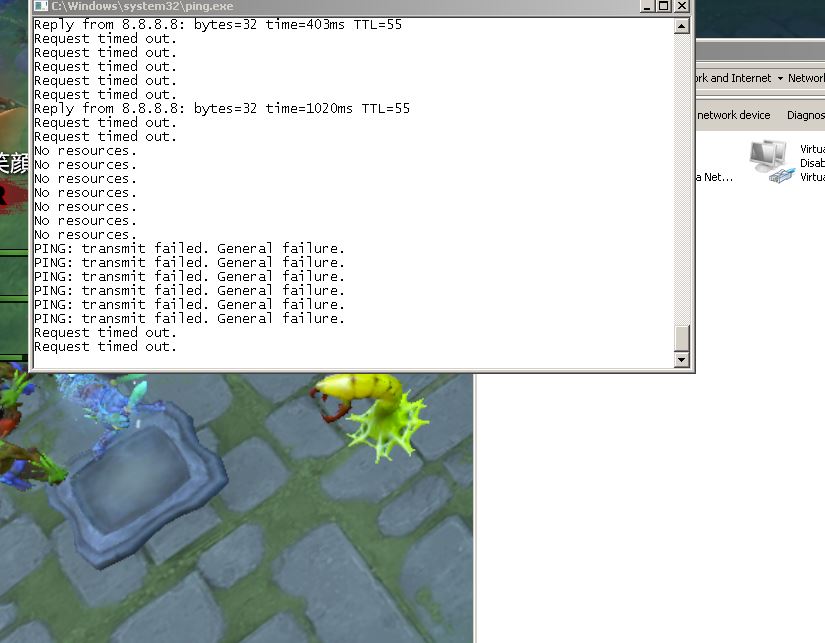 C:\Windows\system32\ping.exe
Reply from 8.8.8.8: bytes=32 time=403ms TTL=55
Request timed out.
Request timed out.
Request timed out.
Request timed out.
Request timed out.
Reply from 8.8.8.8: bytes=32 time=1020ms TTL=55
Request timed out.
Request timed out.
No resources.
No resources.
No resources.
No resources.
No resources.
No resources.
No resources.
PING: transmit failed. General failure.
PING: transmit failed. General failure.
PING: transmit failed. General failure.
PING: transmit failed. General failure.
PING: transmit failed. General failure.
PING: transmit failed. General failure.
Request timed out.
Request timed out.
笑顔
R
rk and Internet Network
network device Diagnos
Virtua
Disab
a Net... Virtua